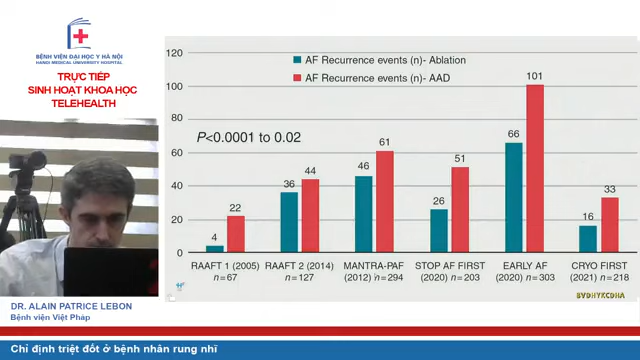 BỆNH VIỆN ĐẠI HỌC Y HÀ NỘI
HANOI MEDICAL UNIVERSITY HOSPITAL
TRỰC TIẾP
SINH HOẠT KHOA HỌC
TELEHEALTH
AF Recurrence events (n)- Ablation
AF Recurrence events (n)- AAD
P<0.0001 to 0.02
120
100
80
60
40
20
0
4
22
36
44
46
61
26
51
66
101
16
33
RAAFT 1 (2005)
n=67
RAAFT 2 (2014)
n=127
MANTRA-PAF
(2012) n=294
STOP AF FIRST
(2020) n=203
EARLY AF
(2020) n=303
CRYO FIRST
(2021) n=218
BVDHYKCDHA
DR. ALAIN PATRICE LEBON
Bệnh viện Việt Pháp
Chỉ định triệt đốt ở bệnh nhân rung nhĩ